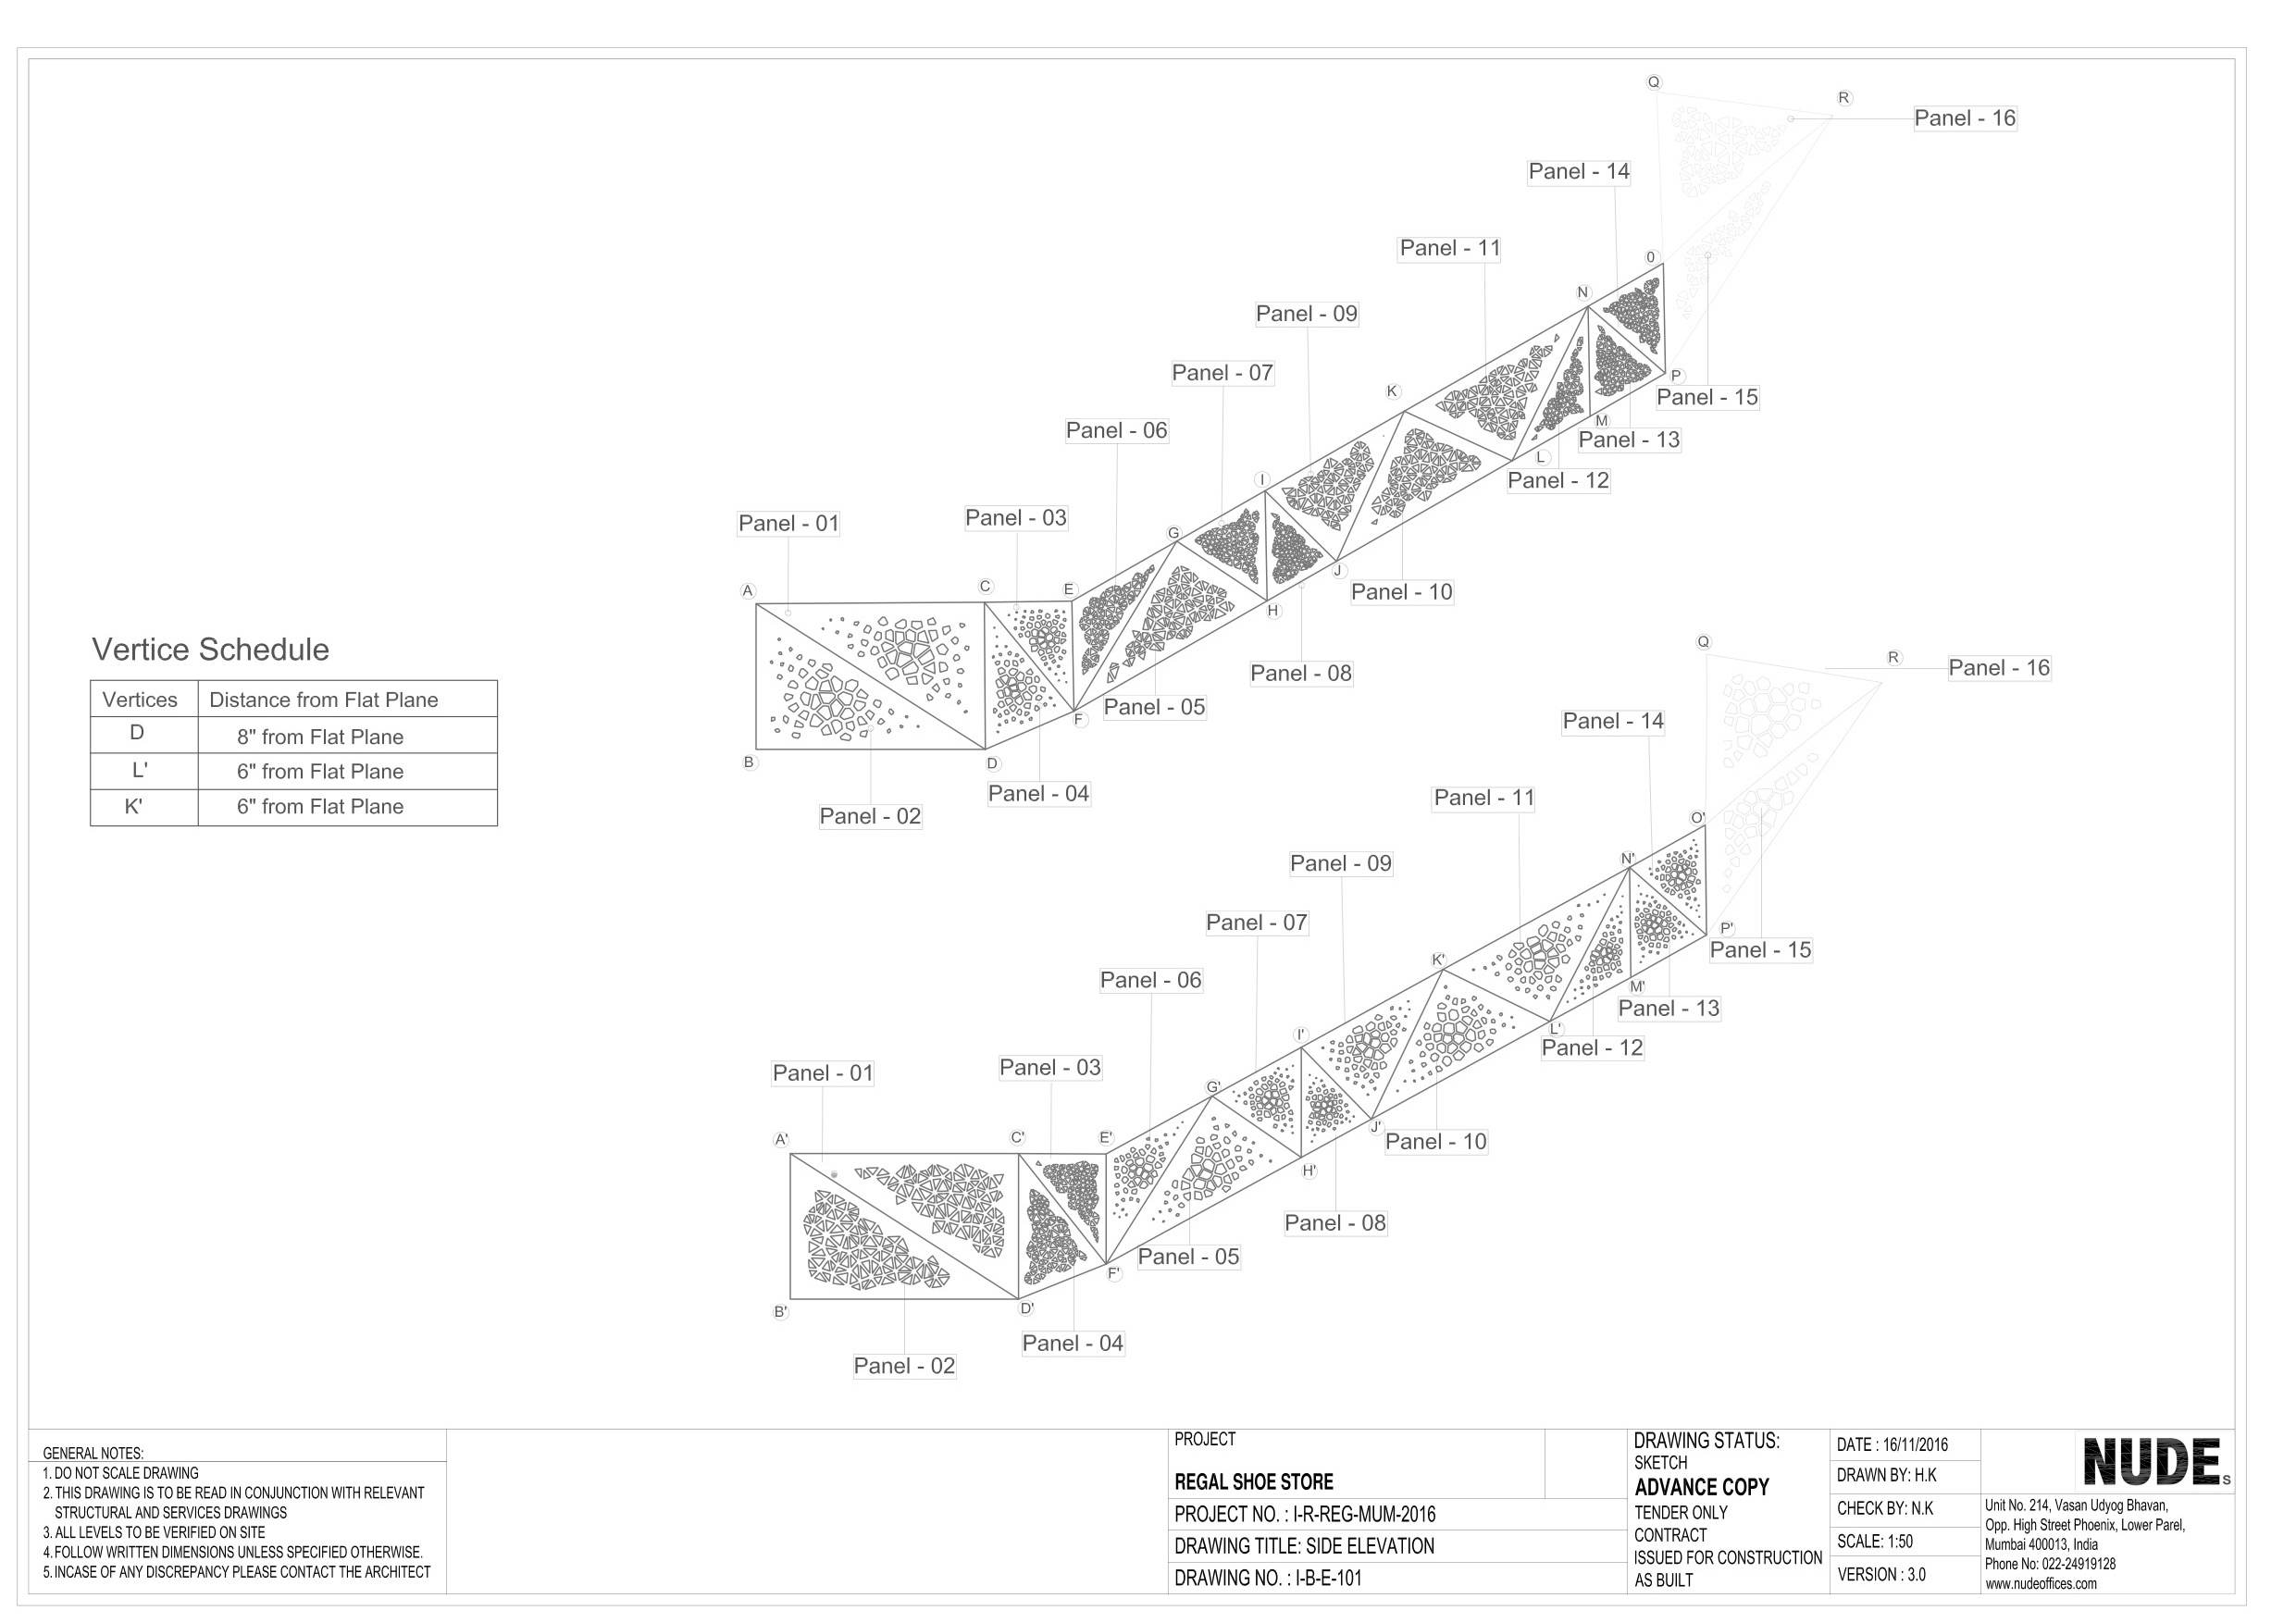 Q
R
Panel - 16
Panel - 14
Panel - 11
0
N
Panel - 09
Panel - 07
K
P
Panel - 15
Panel - 06
M
Panel - 13
L
Panel - 12
I
Panel - 03
Panel - 01
G
J
Panel - 10
A
C
E
H
Panel - 08
Panel - 05
F
B
D
Panel - 04
Panel - 02
Vertice Schedule
Vertices Distance from Flat Plane
D 8" from Flat Plane
L' 6" from Flat Plane
K' 6" from Flat Plane
Q
R
Panel - 16
Panel - 14
Panel - 11
O'
N'
Panel - 09
Panel - 07
P'
Panel - 15
K'
Panel - 06
M'
Panel - 13
L'
Panel - 12
I'
Panel - 03
Panel - 01
G'
J'
Panel - 10
A'
C'
E'
H'
Panel - 08
Panel - 05
F'
B'
D'
Panel - 04
Panel - 02
GENERAL NOTES:
1. DO NOT SCALE DRAWING
2. THIS DRAWING IS TO BE READ IN CONJUNCTION WITH RELEVANT
STRUCTURAL AND SERVICES DRAWINGS
3. ALL LEVELS TO BE VERIFIED ON SITE
4. FOLLOW WRITTEN DIMENSIONS UNLESS SPECIFIED OTHERWISE.
5. INCASE OF ANY DISCREPANCY PLEASE CONTACT THE ARCHITECT
PROJECT
REGAL SHOE STORE
PROJECT NO. : I-R-REG-MUM-2016
DRAWING TITLE: SIDE ELEVATION
DRAWING NO. : I-B-E-101
DRAWING STATUS:
SKETCH
ADVANCE COPY
TENDER ONLY
CONTRACT
ISSUED FOR CONSTRUCTION
AS BUILT
DATE : 16/11/2016
DRAWN BY: H.K
CHECK BY: N.K
SCALE: 1:50
VERSION : 3.0
NUDEs
Unit No. 214, Vasan Udyog Bhavan,
Opp. High Street Phoenix, Lower Parel,
Mumbai 400013, India
Phone No: 022-24919128
www.nudeoffices.com